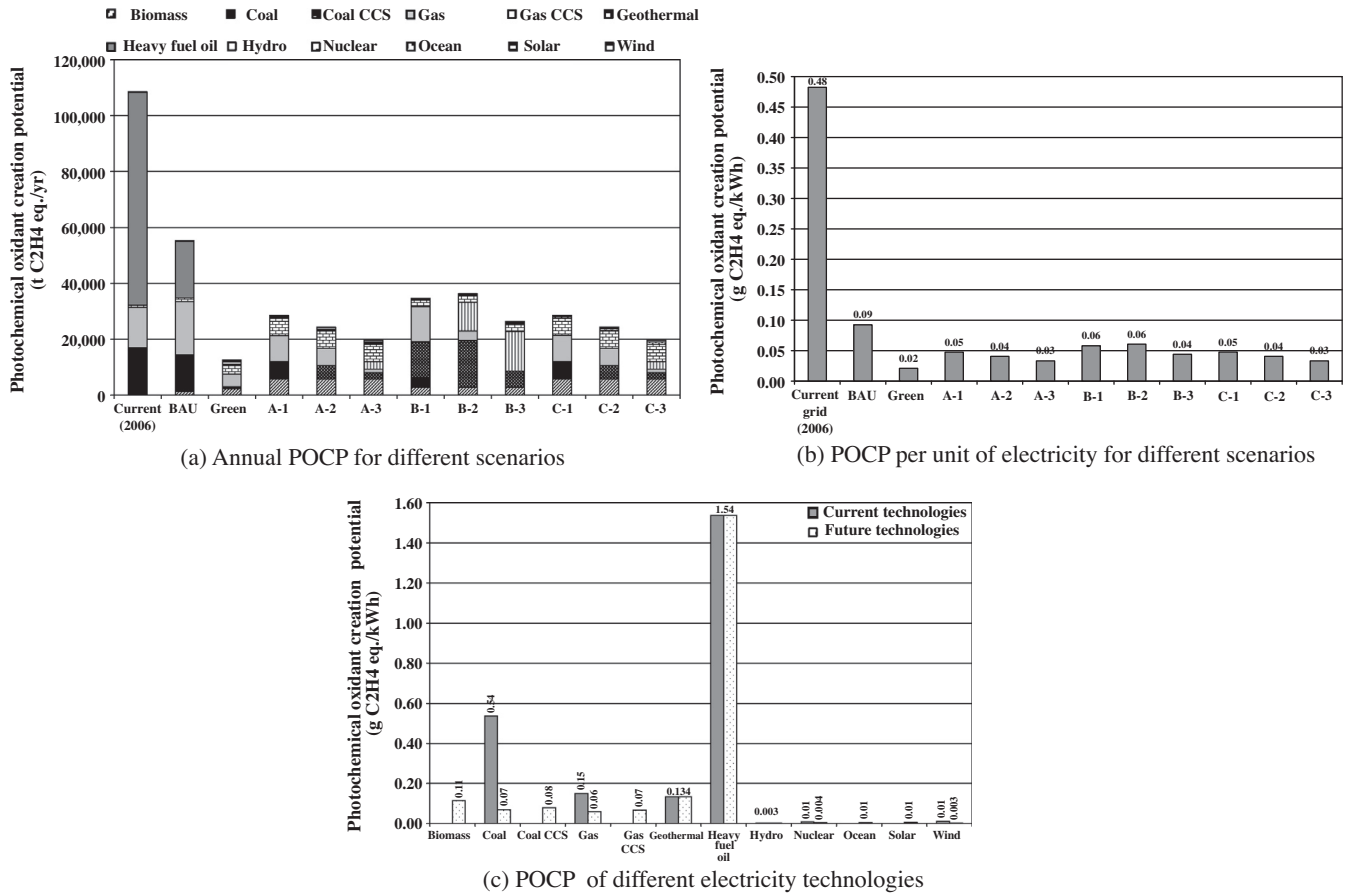 Biomass Coal Coal CCS Gas Gas CCS Geothermal
Heavy fuel oil Hydro Nuclear Ocean Solar Wind
Photochemical oxidant creation potential
(t C2H4 eq./yr)
120,000
100,000
80,000
60,000
40,000
20,000
0
Current BAU Green A-1 A-2 A-3 B-1 B-2 B-3 C-1 C-2 C-3
(2006)
(a) Annual POCP for different scenarios
Photochemical oxidant creation potential
(g C2H4 eq./kWh)
0.50
0.45
0.40
0.35
0.30
0.25
0.20
0.15
0.10
0.05
0.00
0.48 0.09 0.02 0.05 0.04 0.03 0.06 0.06 0.04 0.05 0.04 0.03
Current BAU Green A-1 A-2 A-3 B-1 B-2 B-3 C-1 C-2 C-3
grid
(2006)
(b) POCP per unit of electricity for different scenarios
Photochemical oxidant creation potential
(g C2H4 eq./kWh)
1.60
1.40
1.20
1.00
0.80
0.60
0.40
0.20
0.00
Current technologies
Future technologies
0.11 0.54 0.07 0.08 0.15 0.06 0.07 0.134 1.54 0.003 0.01 0.004 0.01 0.01 0.01 0.003
Biomass Coal Coal CCS Gas Gas Geothermal Heavy Hydro Nuclear Ocean Solar Wind
CCS fuel
oil
(c) POCP of different electricity technologies